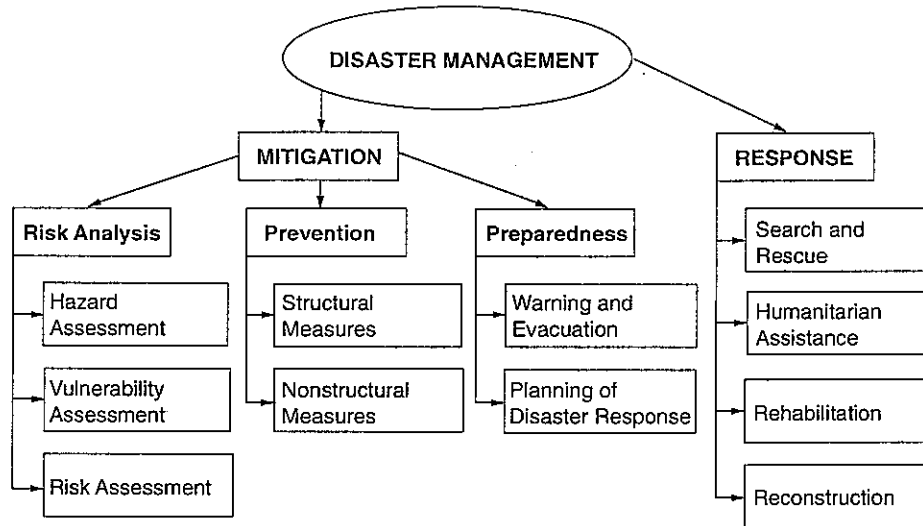 DISASTER MANAGEMENT
MITIGATION
RESPONSE
Risk Analysis
Prevention
Preparedness
Hazard
Assessment
Vulnerability
Assessment
Risk Assessment
Structural
Measures
Nonstructural
Measures
Warning and
Evacuation
Planning of
Disaster Response
Search and
Rescue
Humanitarian
Assistance
Rehabilitation
Reconstruction